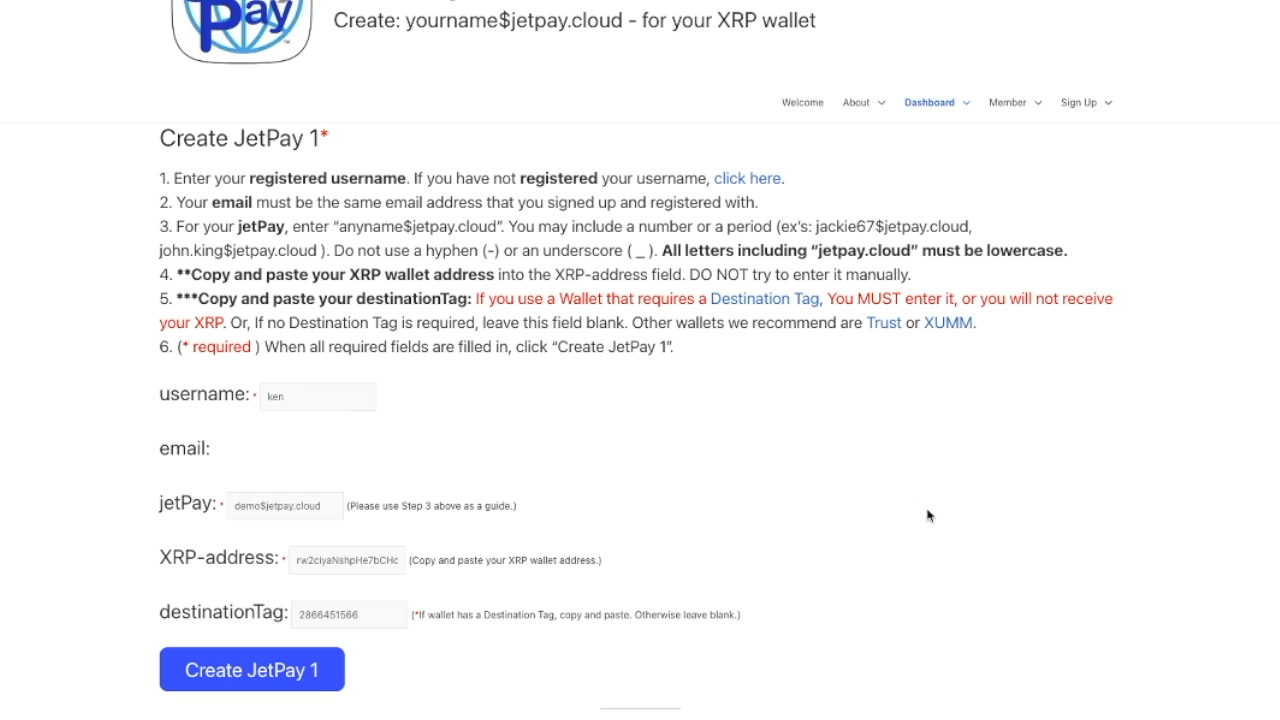 Pay
™
Create: yourname$jetpay.cloud - for your XRP wallet
Welcome About Dashboard Member Sign Up
Create JetPay 1*
1. Enter your registered username. If you have not registered your username, click here.
2. Your email must be the same email address that you signed up and registered with.
3. For your jetPay, enter “anyname$jetpay.cloud”. You may include a number or a period (ex’s: jackie67$jetpay.cloud,
john.king$jetpay.cloud ). Do not use a hyphen (-) or an underscore ( _ ). All letters including “jetpay.cloud” must be lowercase.
4. **Copy and paste your XRP wallet address into the XRP-address field. DO NOT try to enter it manually.
5. ***Copy and paste your destinationTag: If you use a Wallet that requires a Destination Tag, You MUST enter it, or you will not receive
your XRP. Or, If no Destination Tag is required, leave this field blank. Other wallets we recommend are Trust or XUMM.
6. (* required ) When all required fields are filled in, click “Create JetPay 1”.
username: * ken
email:
jetPay: * demo$jetpay.cloud (Please use Step 3 above as a guide.)
XRP-address: * rw2ciyaNshpHe7bCHc (Copy and paste your XRP wallet address.)
destinationTag: 2866451566 (*If wallet has a Destination Tag, copy and paste. Otherwise leave blank.)
Create JetPay 1